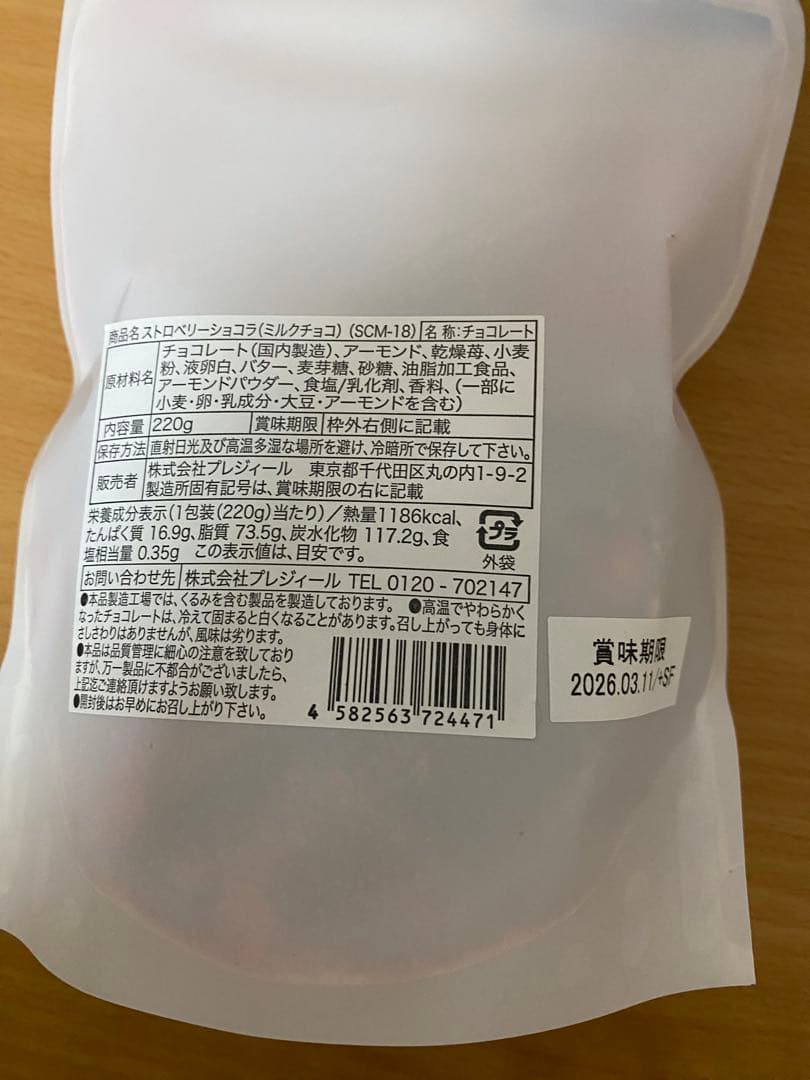 商品名 ストロベリーショコラ(ミルクチョコ) (SCM-18) 名 称:チョコレート
原材料名 チョコレート(国内製造)、アーモンド、乾燥苺、小麦
粉、液卵白、バター、麦芽糖、砂糖、油脂加工食品、
アーモンドパウダー、食塩/乳化剤、香料、(一部に
小麦・卵・乳成分・大豆・アーモンドを含む)
内容量 220g 賞味期限 枠外右側に記載
保存方法 直射日光及び高温多湿な場所を避け、冷暗所で保存して下さい。
販売者 株式会社プレジィール 東京都千代田区丸の内1-9-2
製造所固有記号は、賞味期限の右に記載
栄養成分表示(1包装(220g)当たり)/熱量1186kcal、
たんぱく質 16.9g、脂質 73.5g、炭水化物 117.2g、食
塩相当量 0.35g この表示値は、目安です。
プラ
外袋
お問い合わせ先 株式会社プレジィール TEL 0120-702147
●本品製造工場では、くるみを含む製品を製造しております。 ●高温でやわらかく
なったチョコレートは、冷えて固まると白くなることがあります。召し上がっても身体に
さしさわりはありませんが、風味は劣ります。
●本品は品質管理に細心の注意を致しており
ますが、万一製品に不都合がございましたら、
上記迄ご連絡頂けますようお願い致します。
●開封後はお早めにお召し上がり下さい。
4 582563 724471
賞味期限
2026.03.11/+SF